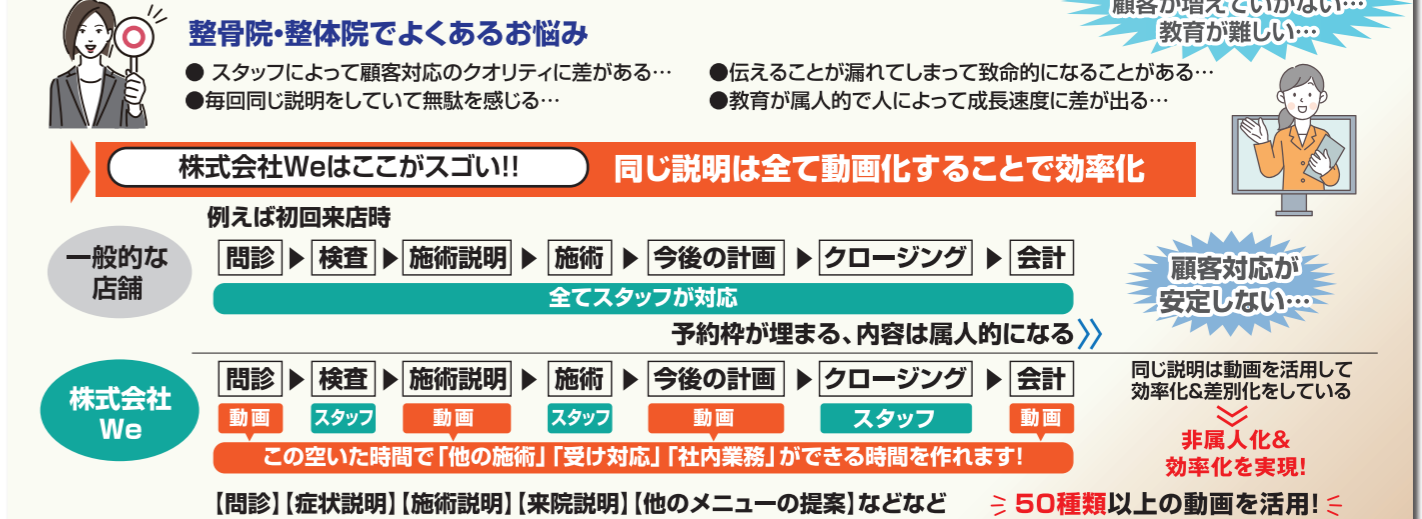 顧客が増えていかない…
教育が難しい…
整骨院・整体院でよくあるお悩み
● スタッフによって顧客対応のクオリティに差がある…
●伝えることが漏れてしまって致命的になることがある…
●毎回同じ説明をしていて無駄を感じる…
●教育が属人的で人によって成長速度に差が出る…
株式会社Weはここがスゴい!!
同じ説明は全て動画化することで効率化
例えば初回来店時
一般的な
店舗
問診 ▶ 検査 ▶ 施術説明 ▶ 施術 ▶ 今後の計画 ▶ クロージング ▶ 会計
全てスタッフが対応
予約枠が埋まる、内容は属人的になる
顧客対応が
安定しない…
株式会社
We
問診 ▶ 検査 ▶ 施術説明 ▶ 施術 ▶ 今後の計画 ▶ クロージング ▶ 会計
動画 スタッフ 動画 スタッフ 動画 スタッフ 動画
この空いた時間で「他の施術」「受け対応」「社内業務」ができる時間を作れます!
同じ説明は動画を活用して
効率化&差別化をしている
非属人化&
効率化を実現!
【問診】【症状説明】【施術説明】【来院説明】【他のメニューの提案】などなど
50種類以上の動画を活用!